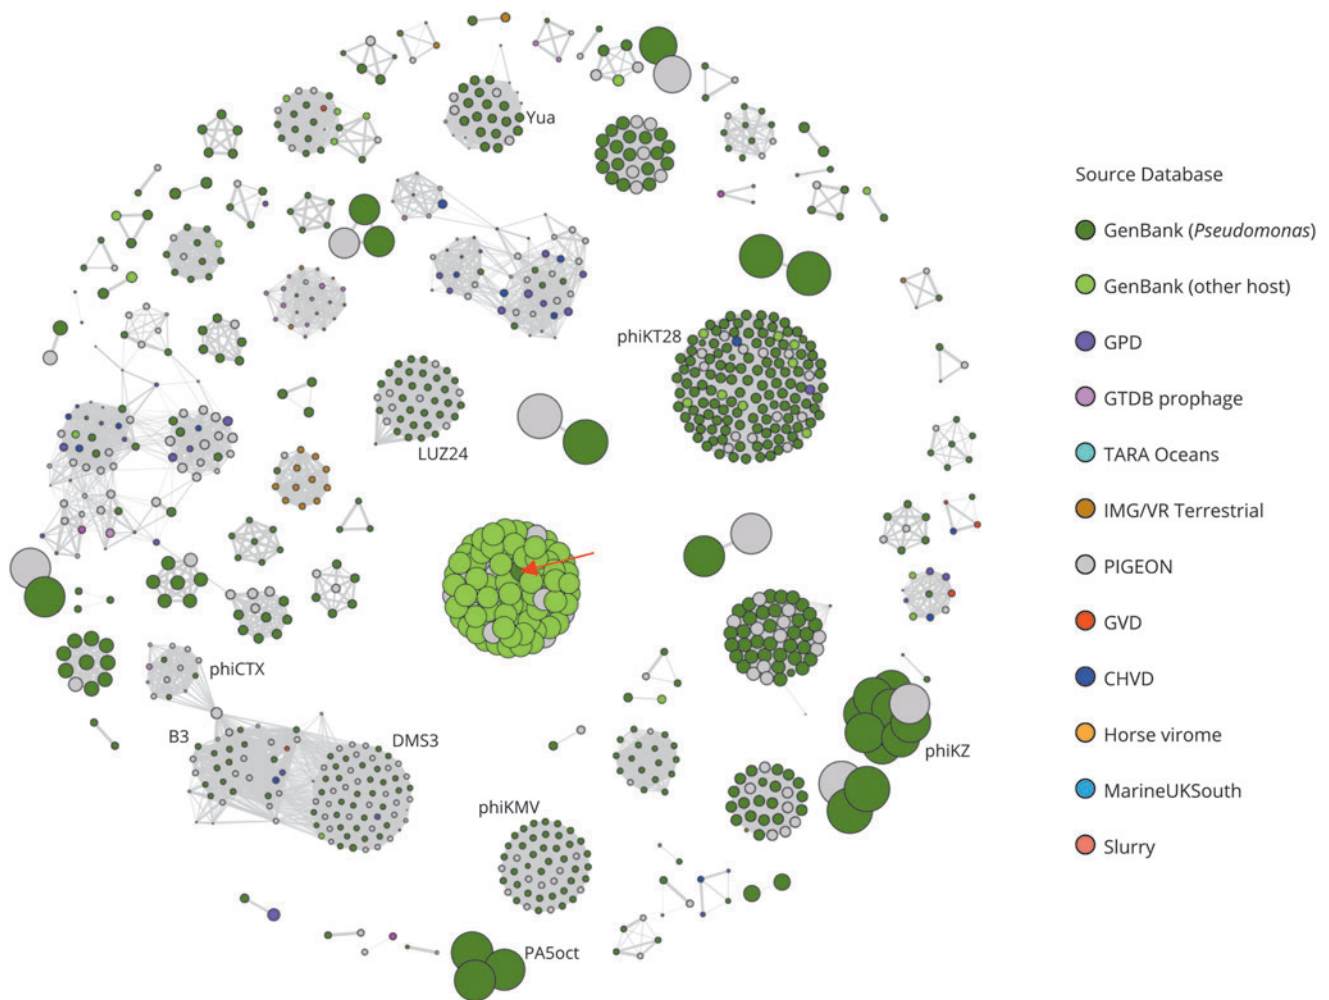 Yua
phiKT28
LUZ24
phiCTX
B3
DMS3
phiKZ
phiKMV
PA5oct
Source Database
GenBank (Pseudomonas)
GenBank (other host)
GPD
GTDB prophage
TARA Oceans
IMG/VR Terrestrial
PIGEON
GVD
CHVD
Horse virome
MarineUKSouth
Slurry